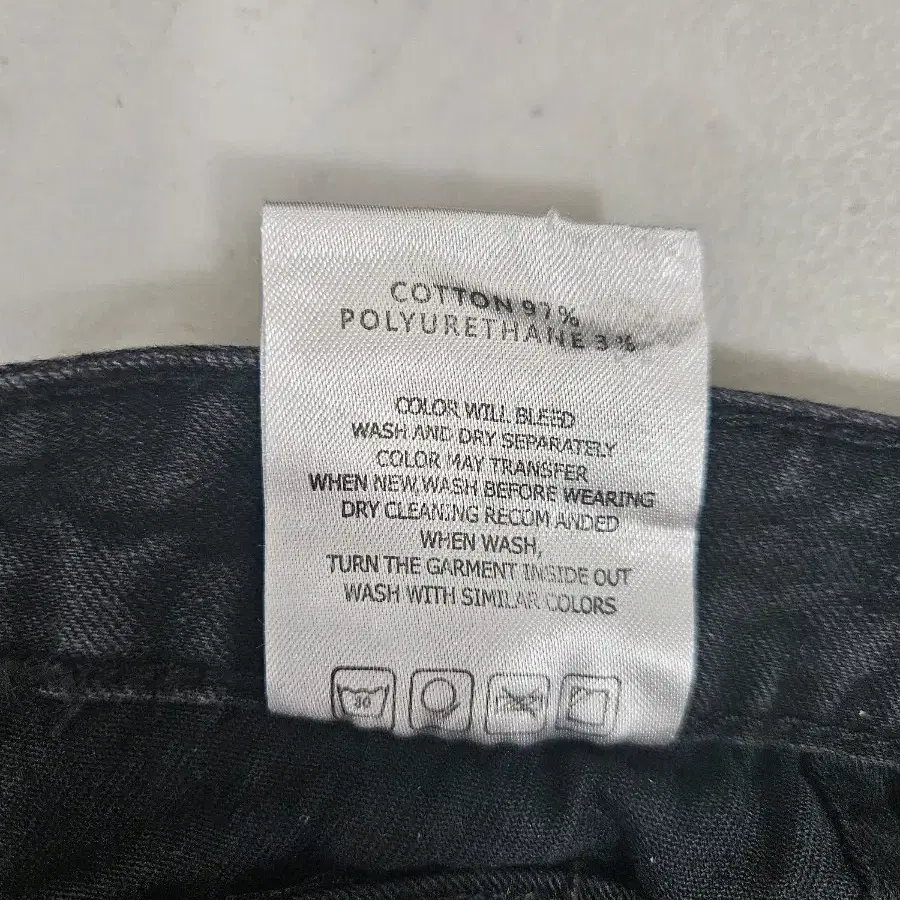 COTTON 97%
POLYURETHANE 3%
COLOR WILL BLEED
WASH AND DRY SEPARATELY
COLOR MAY TRANSFER
WHEN NEW.WASH BEFORE WEARING
DRY CLEANING RECOM ANDED
WHEN WASH,
TURN THE GARMENT INSIDE OUT
WASH WITH SIMILAR COLORS
30